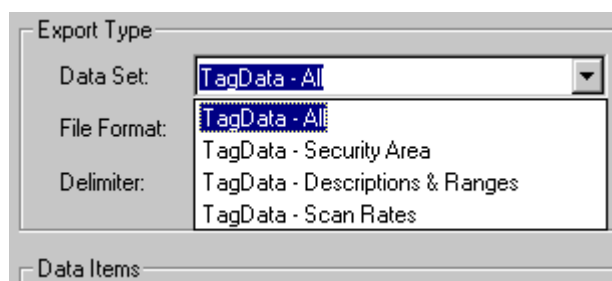 Export Type
Data Set: TagData - All
File Format: TagData - All
TagData - Security Area
Delimiter: TagData - Descriptions & Ranges
TagData - Scan Rates
Data Items